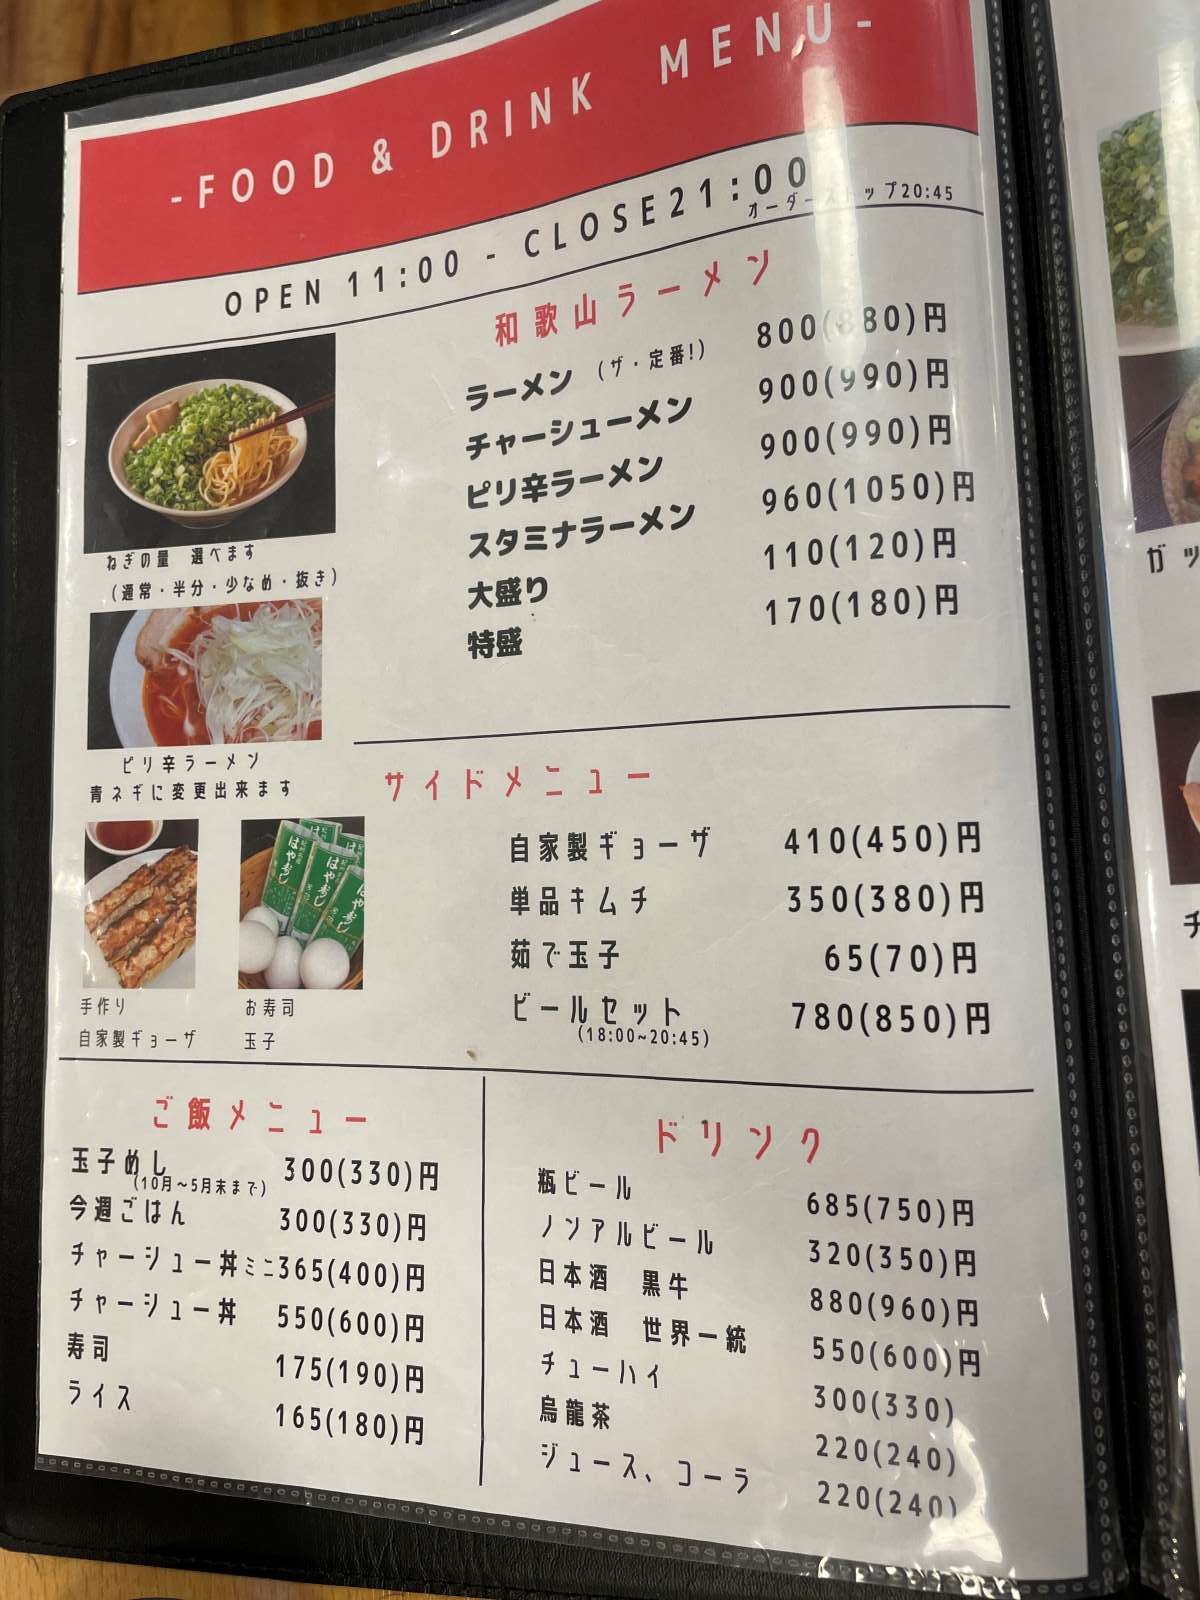 -FOOD & DRINK MENU-
OPEN 11:00 - CLOSE21:00
オーダーストップ20:45
和歌山ラーメン
ラーメン (ザ・定番!) 800(880)円
チャーシューメン 900(990)円
ピリ辛ラーメン 900(990)円
スタミナラーメン 960(1050)円
大盛り 110(120)円
特盛 170(180)円
ねぎの量 選べます
(通常・半分・少なめ・抜き)
ピリ辛ラーメン
青ネギに変更出来ます
はやずし
はやずし
手作り
自家製ギョーザ
お寿司
玉子
サイドメニュー
自家製ギョーザ 410(450)円
単品キムチ 350(380)円
茹で玉子 65(70)円
ビールセット 780(850)円
(18:00~20:45)
ご飯メニュー
玉子めし 300(330)円
(10月～5月末まで)
今週ごはん 300(330)円
チャーシュー丼ミニ365(400)円
チャーシュー丼 550(600)円
寿司 175(190)円
ライス 165(180)円
ドリンク
瓶ビール 685(750)円
ノンアルビール 320(350)円
日本酒 黒牛 880(960)円
日本酒 世界一統 550(600)円
チューハイ 300(330)
烏龍茶 220(240)
ジュース、コーラ 220(240)
ガッ
チ